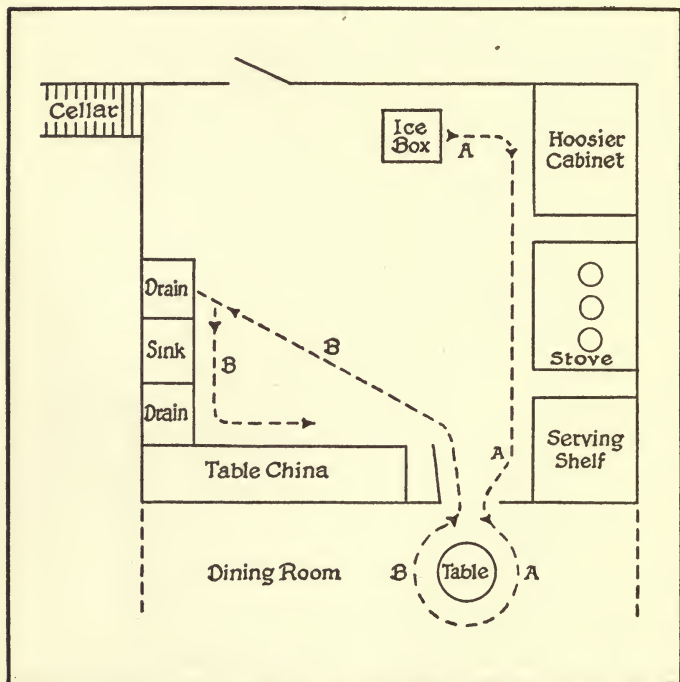 Cellar
Ice
Box
A
Hoosier
Cabinet
Drain
B
Sink
B
Stove
Drain
A
Serving
Shelf
Table China
Dining Room
B
Table
A